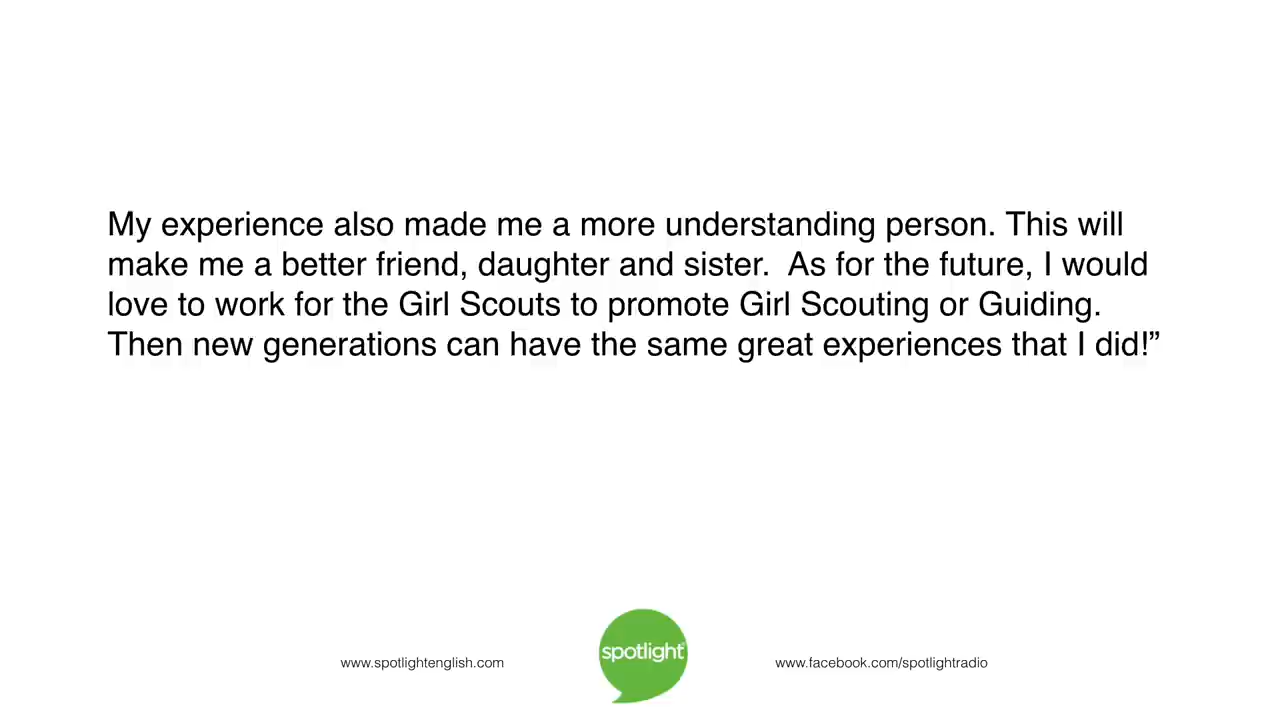 My experience also made me a more understanding person. This will
make me a better friend, daughter and sister.  As for the future, I would
love to work for the Girl Scouts to promote Girl Scouting or Guiding.
Then new generations can have the same great experiences that I did!”
www.spotlightenglish.com
spotlight
www.facebook.com/spotlightradio